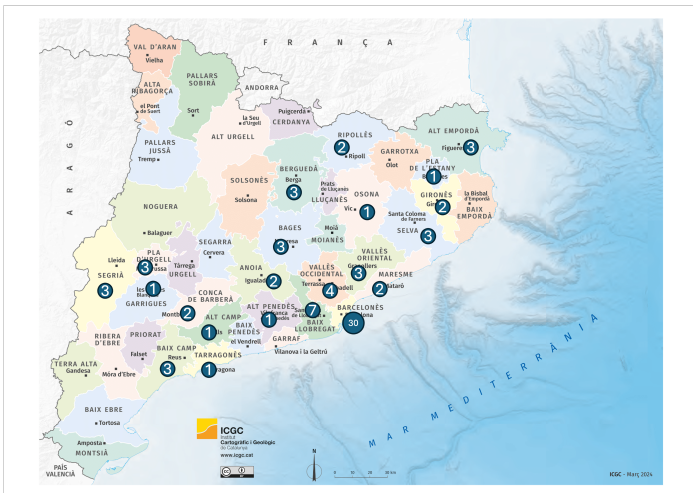 F R A N Ç A
VAL D'ARAN
Vielha
PALLARS
SOBIRÀ
ANDORRA
ALTA
RIBAGORÇA
el Pont
de Suert
Sort
la Seu
d'Urgell
Puigcerdà
CERDANYA
ALT URGELL
RIPOLLÈS
2
Ripoll
ALT EMPORDÀ
3
GARROTXA
Olot
PLA
DE L'ESTANY
1
PALLARS
JUSSÀ
Tremp
BERGUEDÀ
Berga
3
SOLSONÈS
Solsona
Prats
de Lluçanès
LLUÇANÈS
OSONA
Vic
1
GIRONÈS
2
la Bisbal
d'Empordà
BAIX
EMPORDÀ
Santa Coloma
de Farners
SELVA
3
A R A G Ó
NOGUERA
Balaguer
SEGARRA
Cervera
BAGES
3
Moià
MOIANÈS
VALLÈS
ORIENTAL
3
Lleida
PLA
D'URGELL
3
Tàrrega
URGELL
SEGRIÀ
3
1
GARRIGUES
ANOIA
Igualada
2
VALLÈS
OCCIDENTAL
Terrassa
4
MARESME
2
Mataró
CONCA
DE BARBERÀ
2
ALT PENEDÈS
1
7
BARCELONÈS
30
BAIX
LLOBREGAT
ALT CAMP
1
BAIX
PENEDÈS
el Vendrell
GARRAF
Vilanova i la Geltrú
RIBERA
D'EBRE
PRIORAT
Falset
BAIX CAMP
Reus
3
TARRAGONÈS
1
TERRA ALTA
Gandesa
Móra d'Ebre
BAIX EBRE
Tortosa
Amposta
MONTSIÀ
PAÍS
VALENCIÀ
M A R M E D I T E R R À N I A
ICGC
Institut
Cartogràfic i Geològic
de Catalunya
www.icgc.cat
N
0 10 20 30 km
ICGC – Març 2024